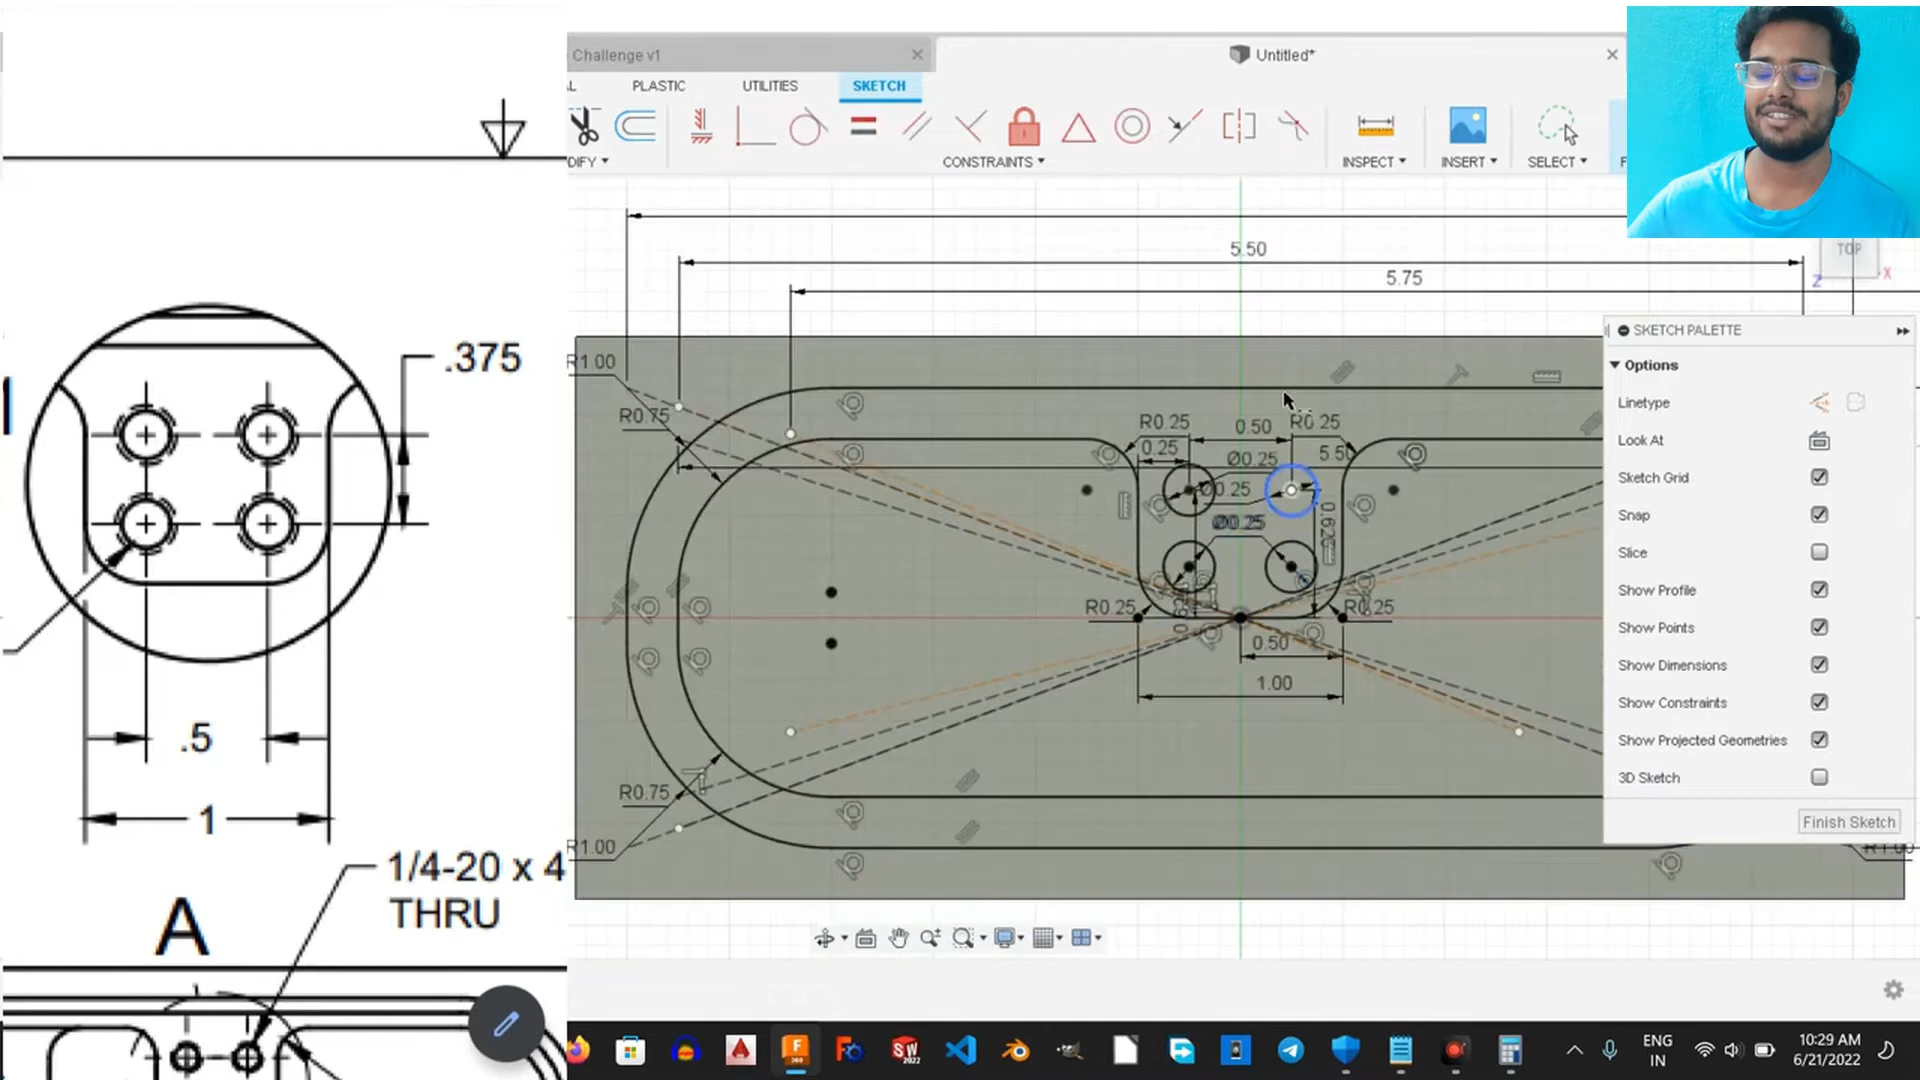 .375
.5
1
1/4-20 x 4
THRU
A
Challenge v1
Untitled*
PLASTIC
UTILITIES
SKETCH
DIFY
CONSTRAINTS
INSPECT
INSERT
SELECT
TOP
Z
X
5.50
5.75
R1.00
R0.75
R0.25
0.50
R0.25
0.25
Ø0.25
5.50
Ø0.25
Ø0.25
0.625
R0.25
R0.25
0.50
1.00
R0.75
R1.00
R1.00
SKETCH PALETTE
Options
Linetype
Look At
Sketch Grid
Snap
Slice
Show Profile
Show Points
Show Dimensions
Show Constraints
Show Projected Geometries
3D Sketch
Finish Sketch
ENG
IN
10:29 AM
6/21/2022